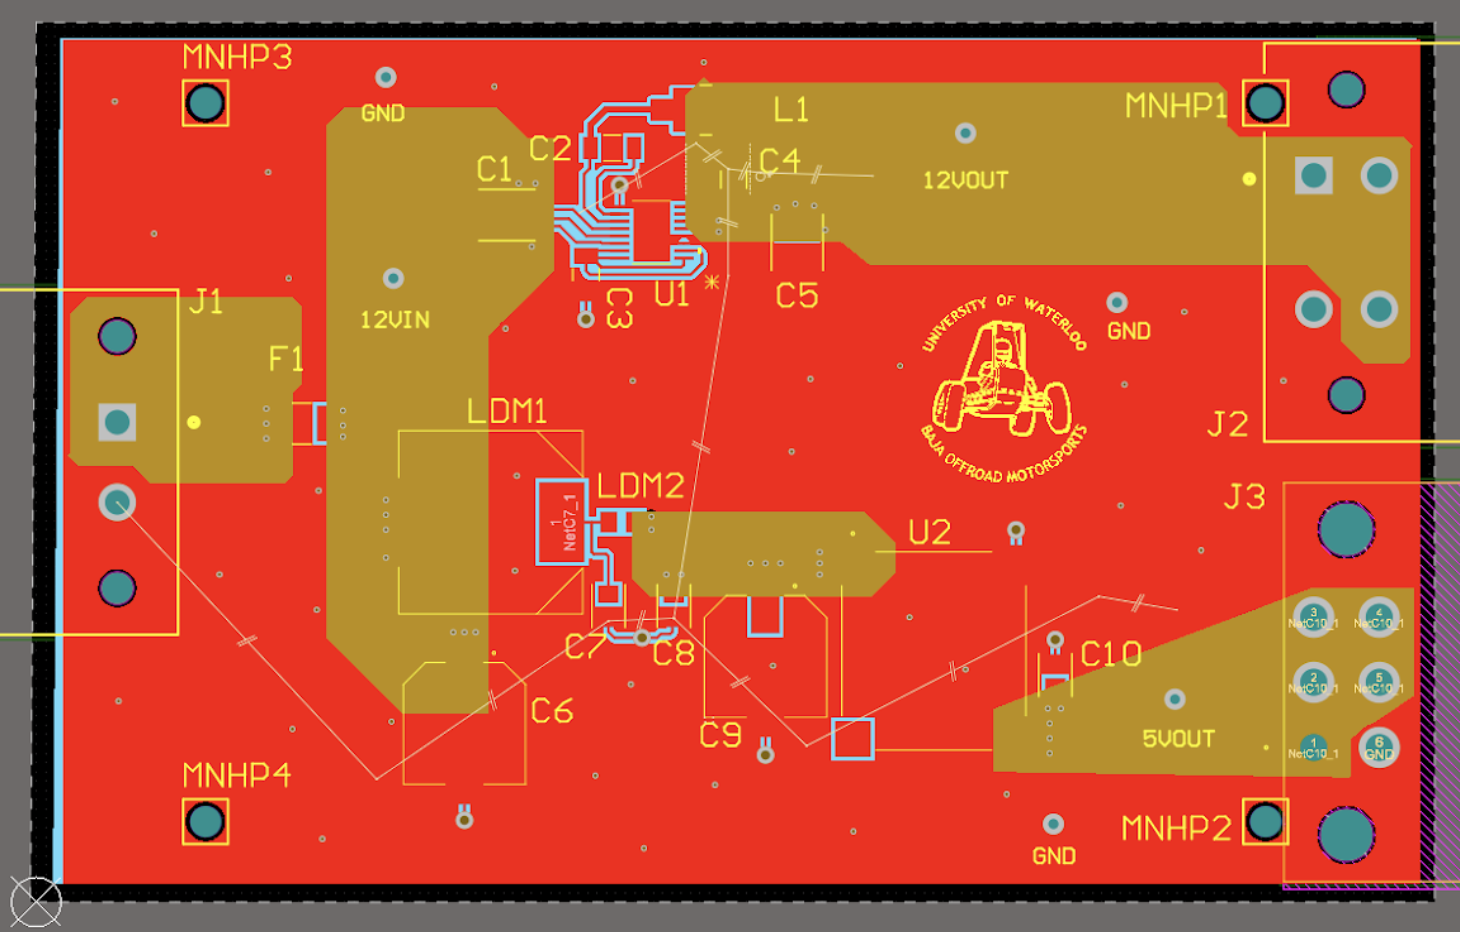 MNHP3
GND
C2
C1
L1
C4
12VOUT
MNHP1
J1
12VIN
C3
U1
*
C5
F1
GND
UNIVERSITY OF WATERLOO
BAJA OFFROAD MOTORSPORTS
J2
LDM1
LDM2
1
NetC7_1
U2
J3
3
NetC10_1
4
NetC10_1
C7
C8
C10
2
NetC10_1
5
NetC10_1
C6
C9
5VOUT
1
NetC10_1
6
GND
MNHP4
MNHP2
GND